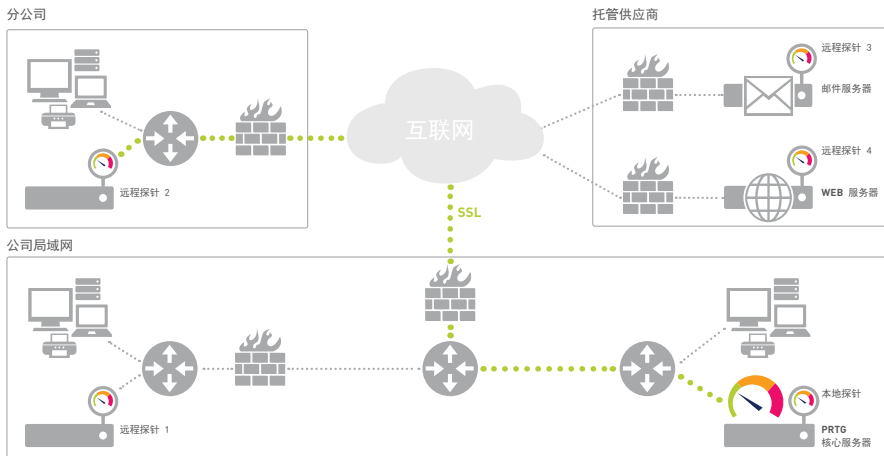 分公司
托管供应商
远程探针 3
邮件服务器
互联网
远程探针 4
远程探针 2
WEB 服务器
SSL
公司局域网
本地探针
远程探针 1
PRTG
核心服务器